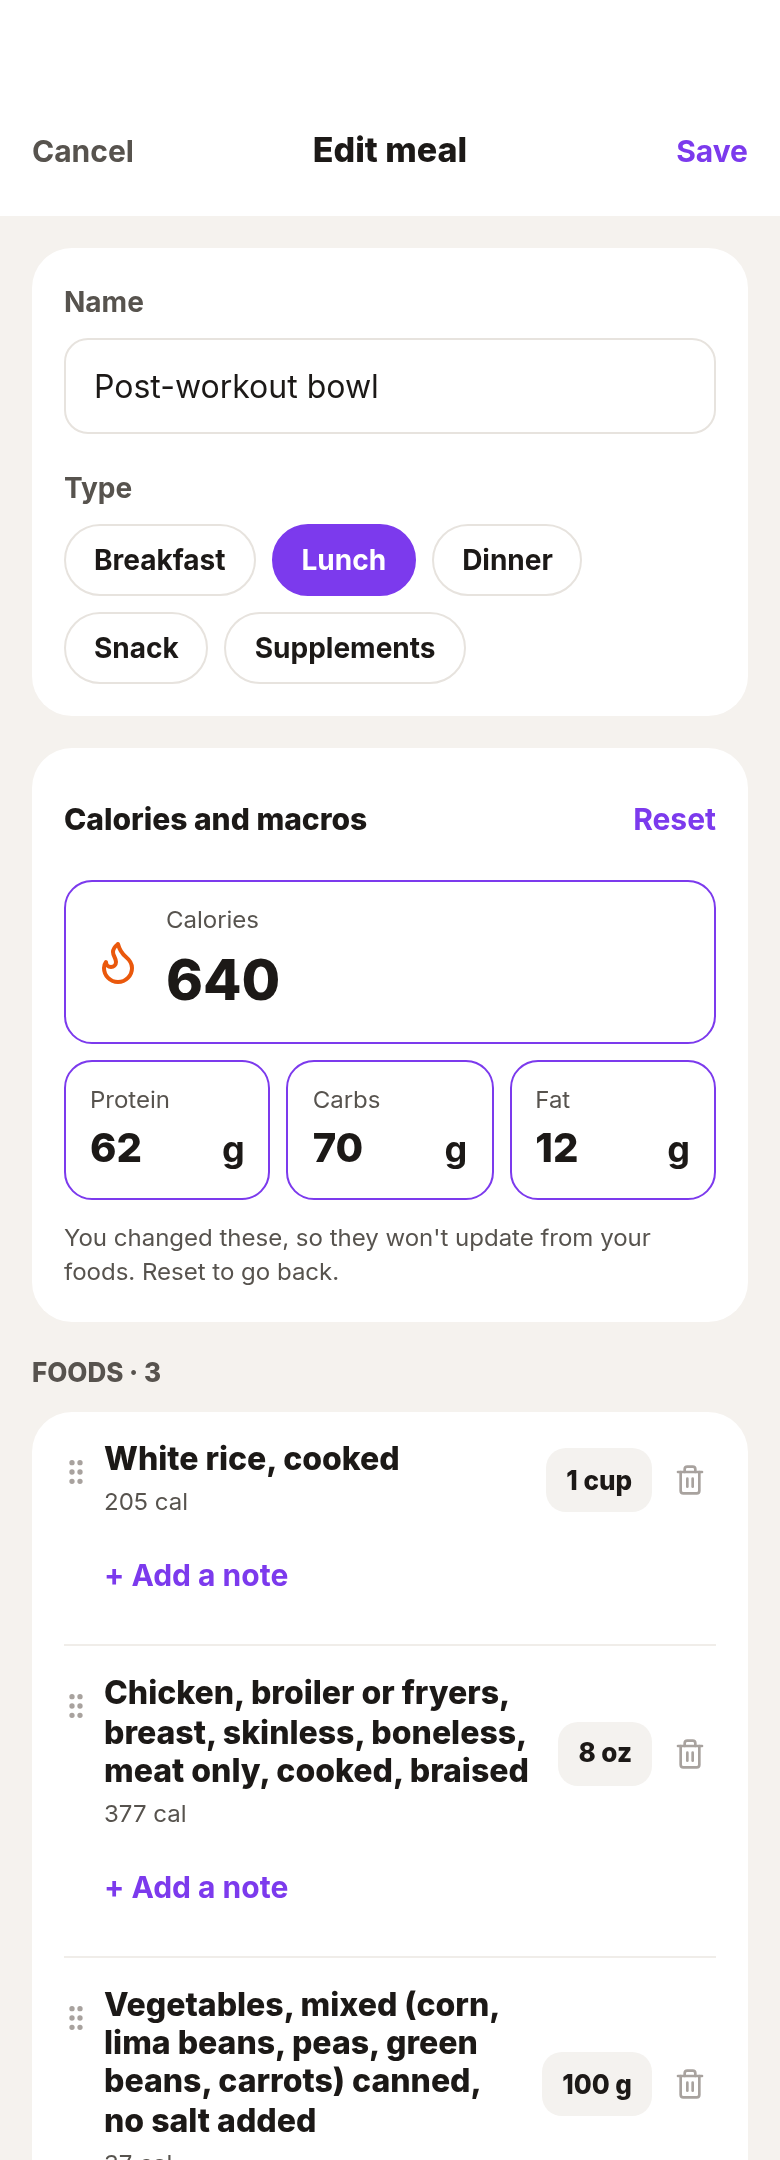 Cancel
Edit meal
Save
Name
Post-workout bowl
Type
Breakfast
Lunch
Dinner
Snack
Supplements
Calories and macros
Reset
Calories
640
Protein
62 g
Carbs
70 g
Fat
12 g
You changed these, so they won't update from your
foods. Reset to go back.
FOODS · 3
White rice, cooked
205 cal
1 cup
+ Add a note
Chicken, broiler or fryers,
breast, skinless, boneless,
meat only, cooked, braised
377 cal
8 oz
+ Add a note
Vegetables, mixed (corn,
lima beans, peas, green
beans, carrots) canned,
no salt added
100 g